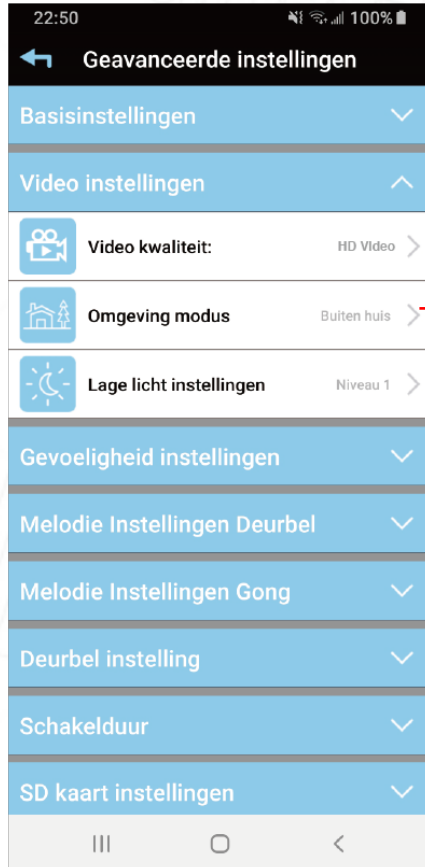 22:50 100%
Geavanceerde instellingen
Basisinstellingen
Video instellingen
Video kwaliteit: HD Video
Omgeving modus Buiten huis
Lage licht instellingen Niveau 1
Gevoeligheid instellingen
Melodie Instellingen Deurbel
Melodie Instellingen Gong
Deurbel instelling
Schakelduur
SD kaart instellingen